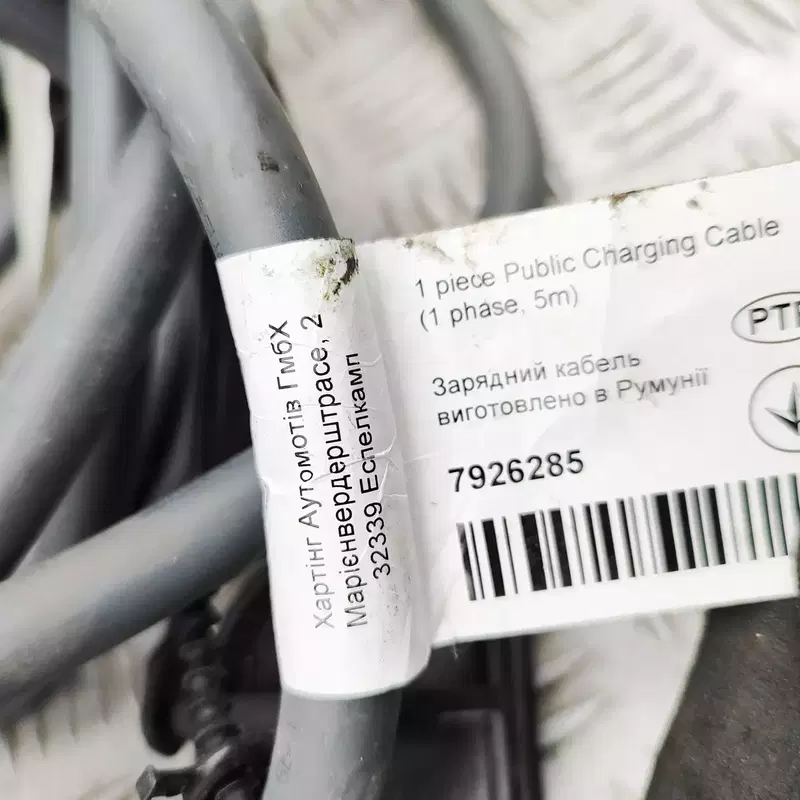 1 piece Public Charging Cable
(1 phase, 5m)
Зарядний кабель
виготовлено в Румунії
7926285
Хартінг Аутомотів ГмбХ
Марієнвердерштрасе, 2
32339 Еспелкамп